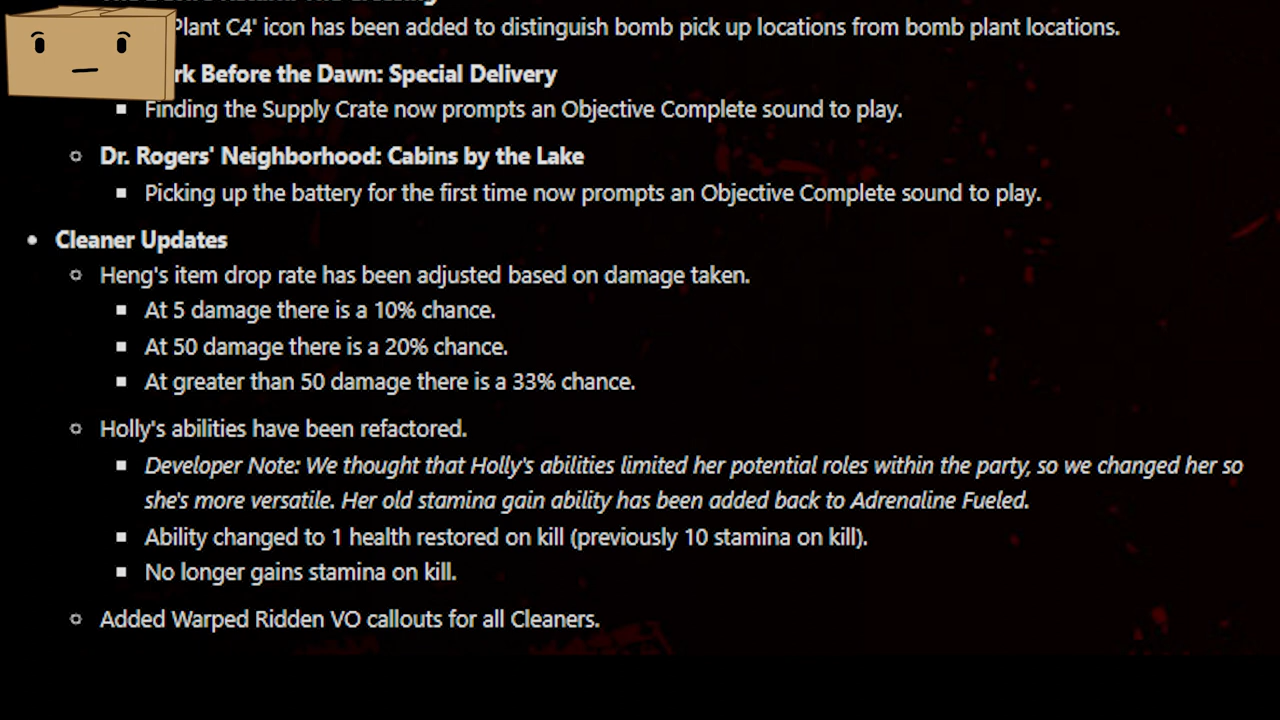 Plant C4' icon has been added to distinguish bomb pick up locations from bomb plant locations.
Before the Dawn: Special Delivery
Finding the Supply Crate now prompts an Objective Complete sound to play.
Dr. Rogers' Neighborhood: Cabins by the Lake
Picking up the battery for the first time now prompts an Objective Complete sound to play.
Cleaner Updates
Heng's item drop rate has been adjusted based on damage taken.
At 5 damage there is a 10% chance.
At 50 damage there is a 20% chance.
At greater than 50 damage there is a 33% chance.
Holly's abilities have been refactored.
Developer Note: We thought that Holly's abilities limited her potential roles within the party, so we changed her so
she's more versatile. Her old stamina gain ability has been added back to Adrenaline Fueled.
Ability changed to 1 health restored on kill (previously 10 stamina on kill).
No longer gains stamina on kill.
Added Warped Ridden VO callouts for all Cleaners.